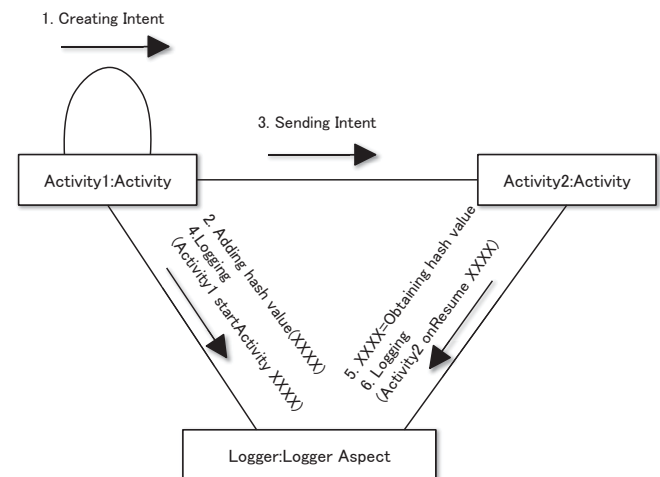 1. Creating Intent
3. Sending Intent
Activity1:Activity
Activity2:Activity
2. Adding hash value(XXXX)
4.Logging
(Activity1 startActivity XXXX)
5. XXXX=Obtaining hash value
6. Logging
(Activity2 onResume XXXX)
Logger:Logger Aspect